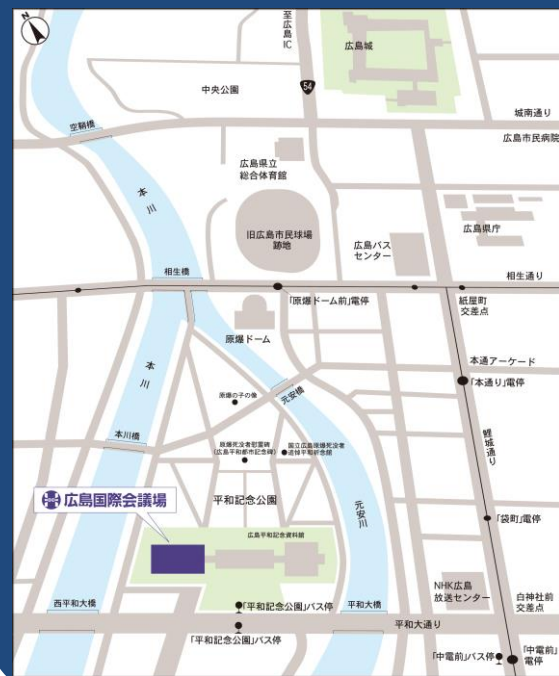 N
至広島IC
54
広島城
中央公園
城南通り
空鞘橋
広島市民病院
広島県立
総合体育館
本川
旧広島市民球場
跡地
広島バス
センター
広島県庁
相生橋
相生通り
「原爆ドーム前」電停
紙屋町
交差点
原爆ドーム
本川
本通アーケード
「本通り」電停
元安橋
原爆の子の像
本川橋
原爆死没者慰霊碑
(広島平和都市記念碑)
国立広島原爆死没者
追悼平和祈念館
鯉城通り
広島国際会議場
平和記念公園
元安川
「袋町」電停
広島平和記念資料館
NHK広島
放送センター
白神社前
交差点
西平和大橋
「平和記念公園」バス停
平和大橋
平和大通り
「平和記念公園」バス停
「中電前」バス停
「中電前」
電停